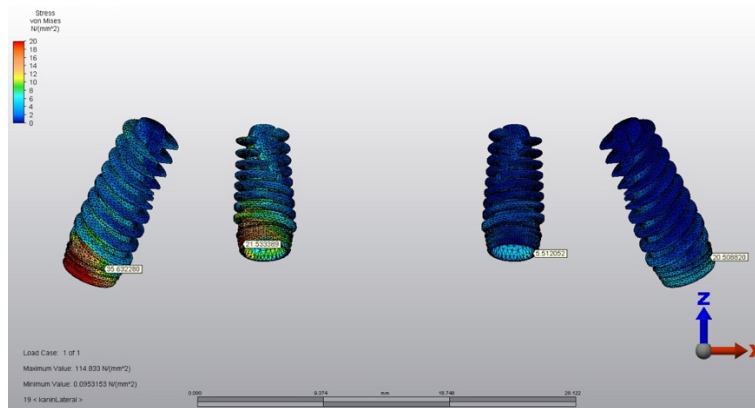 Stress
von Mises
N/(mm^2)
20
18
16
14
12
10
8
6
4
2
0
35.632280
21.533389
5.512052
20.508820
Z
X
Load Case: 1 of 1
Maximum Value: 114.833 N/(mm^2)
Minimum Value: 0.0953153 N/(mm^2)
0.000
9.374
mm
18.748
28.122
19 < kaninLateral >